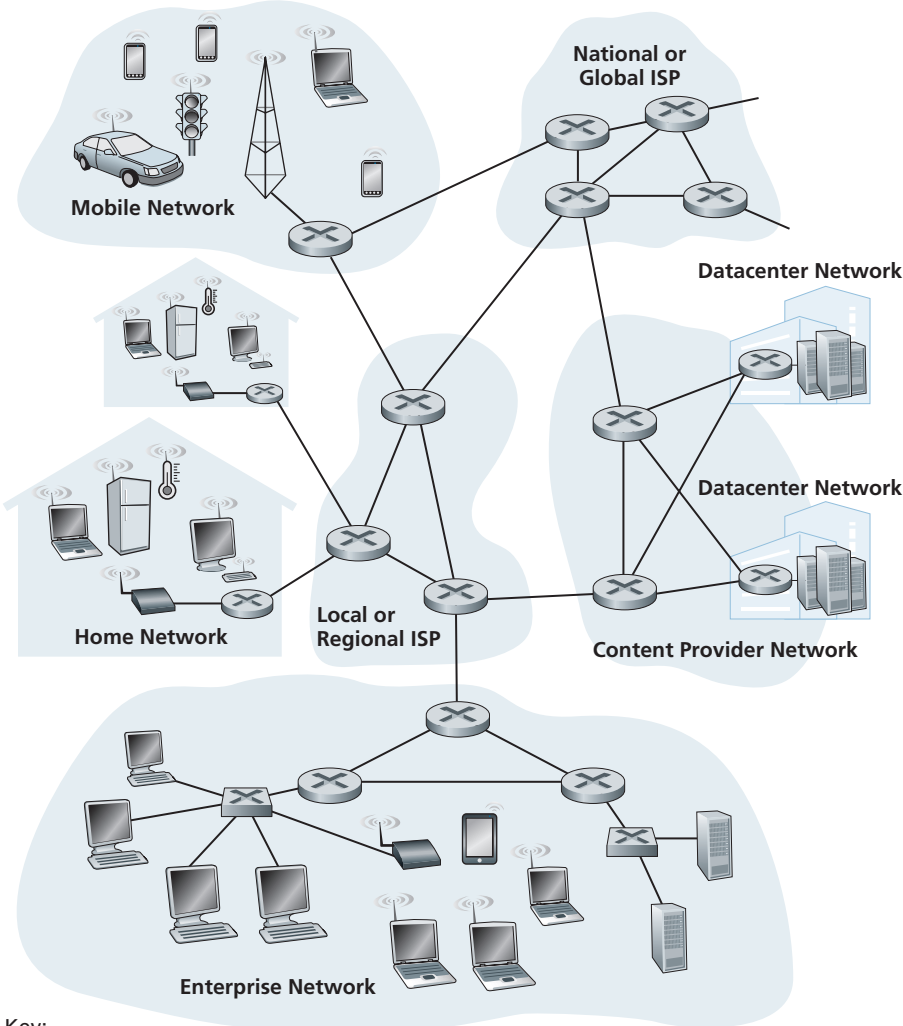 National or
Global ISP
Mobile Network
Datacenter Network
Datacenter Network
Local or
Regional ISP
Home Network
Content Provider Network
Enterprise Network
Key: